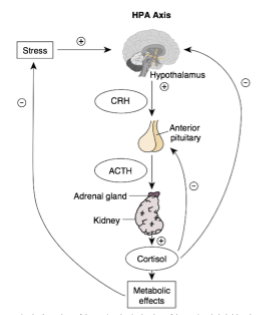 HPA Axis
Stress
Hypothalamus
CRH
Anterior
pituitary
ACTH
Adrenal gland
Kidney
Cortisol
Metabolic
effects